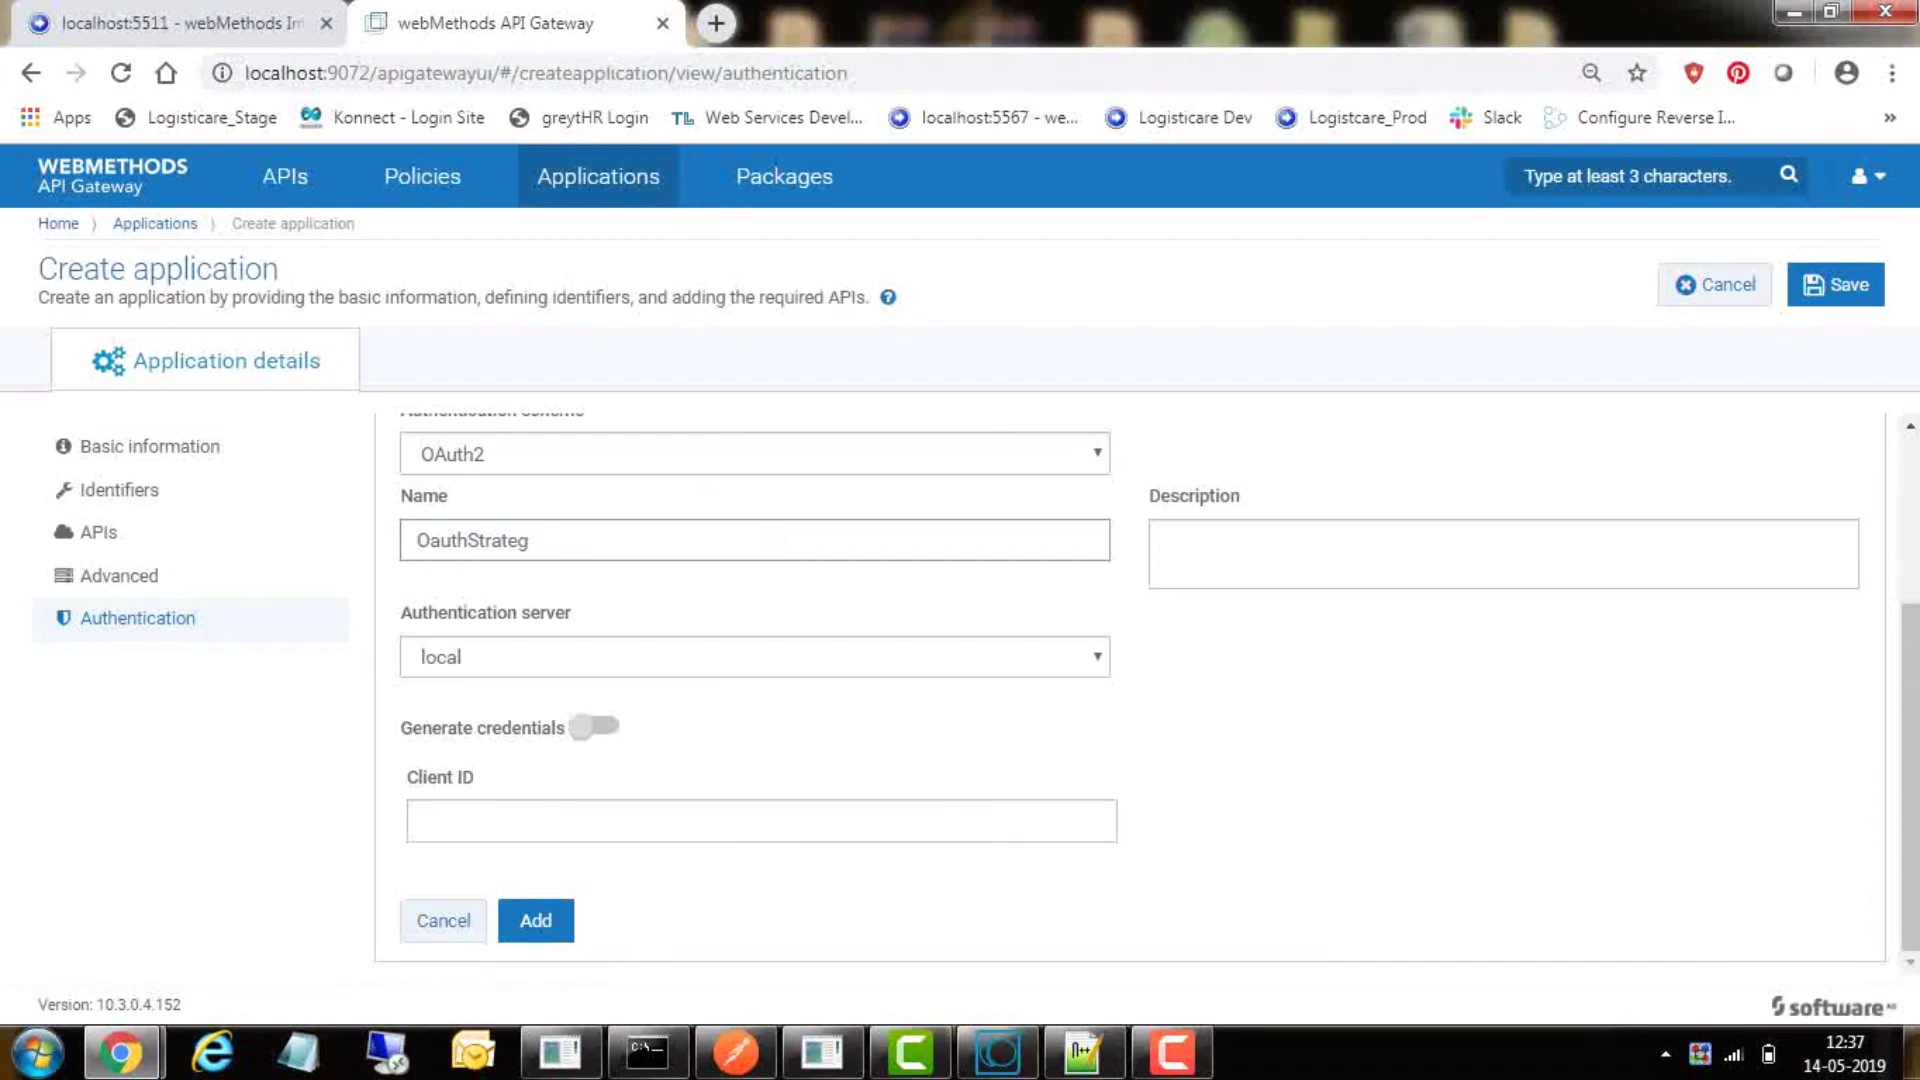 localhost:5511 - webMethods Im
webMethods API Gateway
localhost:9072/apigatewayui/#/createapplication/view/authentication
Apps
Logisticare_Stage
Konnect - Login Site
greytHR Login
TL
Web Services Devel...
localhost:5567 - we...
Logisticare Dev
Logistcare_Prod
Slack
Configure Reverse I...
»
WEBMETHODS
API Gateway
APIs
Policies
Applications
Packages
Type at least 3 characters.
Home
Applications
Create application
Create application
Create an application by providing the basic information, defining identifiers, and adding the required APIs.
Cancel
Save
Application details
Basic information
Identifiers
APIs
Advanced
Authentication
Authentication scheme
OAuth2
Name
Description
OauthStrateg
Authentication server
local
Generate credentials
Client ID
Cancel
Add
Version: 10.3.0.4.152
software AG
C:\
12:37
14-05-2019